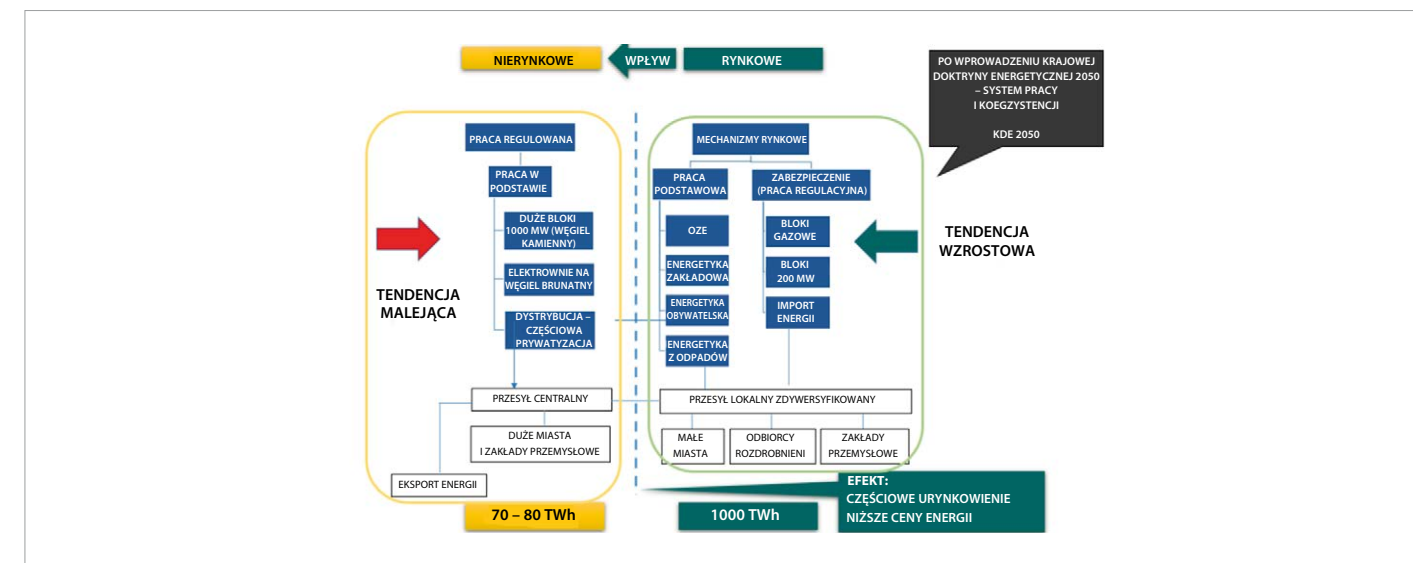 NIERYNKOWE
WPŁYW
RYNKOWE
PO WPROWADZENIU KRAJOWEJ
DOKTRYNY ENERGETYCZNEJ 2050
– SYSTEM PRACY
I KOEGZYSTENCJI
KDE 2050
PRACA REGULOWANA
PRACA W
PODSTAWIE
DUŻE BLOKI
1000 MW (WĘGIEL
KAMIENNY)
ELEKTROWNIE NA
WĘGIEL BRUNATNY
DYSTRYBUCJA –
CZĘŚCIOWA
PRYWATYZACJA
TENDENCJA
MALEJĄCA
PRZESYŁ CENTRALNY
DUŻE MIASTA
I ZAKŁADY PRZEMYSŁOWE
EKSPORT ENERGII
70 – 80 TWh
MECHANIZMY RYNKOWE
PRACA
PODSTAWOWA
OZE
ENERGETYKA
ZAKŁADOWA
ENERGETYKA
OBYWATELSKA
ENERGETYKA
Z ODPADÓW
ZABEZPIECZENIE
(PRACA REGULACYJNA)
BLOKI
GAZOWE
BLOKI
200 MW
IMPORT
ENERGII
TENDENCJA
WZROSTOWA
PRZESYŁ LOKALNY ZDYWERSYFIKOWANY
MAŁE
MIASTA
ODBIORCY
ROZDROBNIENI
ZAKŁADY
PRZEMYSŁOWE
1000 TWh
EFEKT:
CZĘŚCIOWE URYNKOWIENIE
NIŻSZE CENY ENERGII